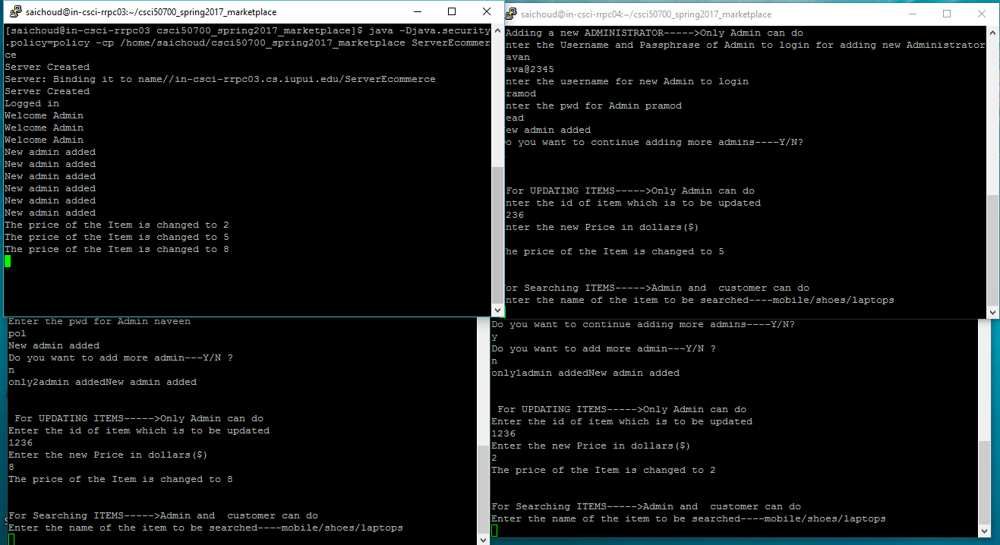 saichoud@in-csci-rrpc03:~/csci50700_spring2017_marketplace
[saichoud@in-csci-rrpc03 csci50700_spring2017_marketplace]$ java -Djava.security
.policy=policy -cp /home/saichoud/csci50700_spring2017_marketplace ServerEcommer
ce
Server Created
Server: Binding it to name//in-csci-rrpc03.cs.iupui.edu/ServerEcommerce
Server Created
Logged in
Welcome Admin
Welcome Admin
Welcome Admin
New admin added
New admin added
New admin added
New admin added
New admin added
New admin added
The price of the Item is changed to 2
The price of the Item is changed to 5
The price of the Item is changed to 8
saichoud@in-csci-rrpc04:~/csci50700_spring2017_marketplace
Adding a new ADMINISTRATOR----->Only Admin can do
nter the Username and Passphrase of Admin to login for adding new Administrator
avan
ava@2345
nter the username for new Admin to login
ramod
nter the pwd for Admin pramod
ead
ew admin added
o you want to continue adding more admins----Y/N?
For UPDATING ITEMS----->Only Admin can do
nter the id of item which is to be updated
236
nter the new Price in dollars($)
he price of the Item is changed to 5
or Searching ITEMS----->Admin and  customer can do
nter the name of the item to be searched----mobile/shoes/laptops
Enter the pwd for Admin naveen
pol
New admin added
Do you want to add more admin---Y/N ?
n
only2admin addedNew admin added
For UPDATING ITEMS----->Only Admin can do
Enter the id of item which is to be updated
1236
Enter the new Price in dollars($)
8
The price of the Item is changed to 8
For Searching ITEMS----->Admin and  customer can do
Enter the name of the item to be searched----mobile/shoes/laptops
Do you want to continue adding more admins----Y/N?
y
Do you want to add more admin---Y/N ?
n
only1admin addedNew admin added
For UPDATING ITEMS----->Only Admin can do
Enter the id of item which is to be updated
1236
Enter the new Price in dollars($)
2
The price of the Item is changed to 2
For Searching ITEMS----->Admin and  customer can do
Enter the name of the item to be searched----mobile/shoes/laptops